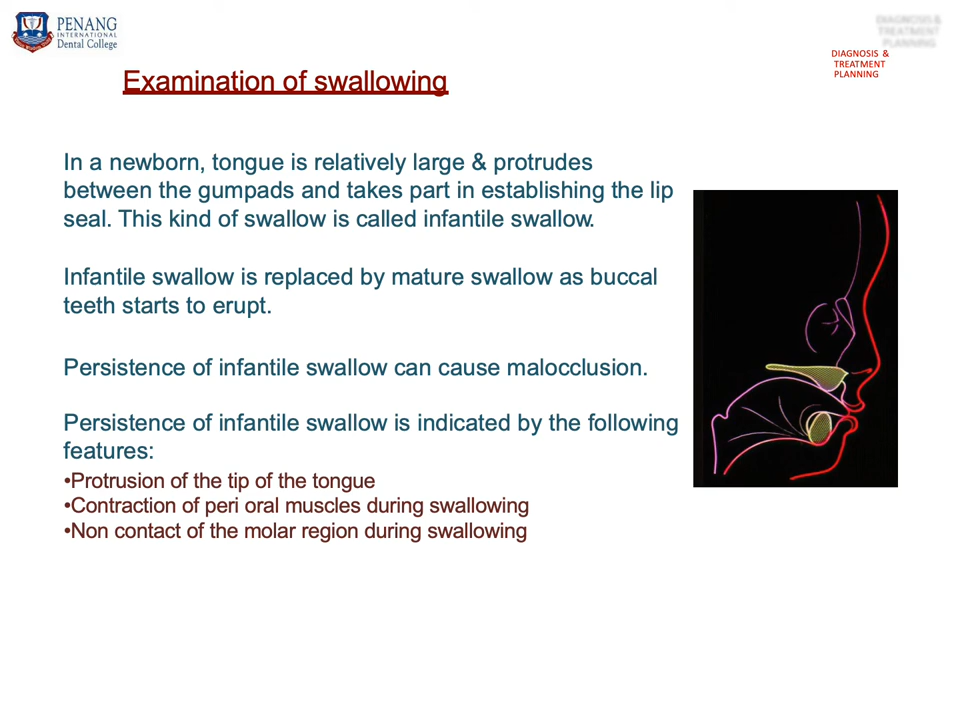 PENANG
INTERNATIONAL
Dental College
DIAGNOSIS &
TREATMENT
PLANNING
DIAGNOSIS &
TREATMENT
PLANNING
Examination of swallowing
In a newborn, tongue is relatively large & protrudes
between the gumpads and takes part in establishing the lip
seal. This kind of swallow is called infantile swallow.
Infantile swallow is replaced by mature swallow as buccal
teeth starts to erupt.
Persistence of infantile swallow can cause malocclusion.
Persistence of infantile swallow is indicated by the following
features:
•Protrusion of the tip of the tongue
•Contraction of peri oral muscles during swallowing
•Non contact of the molar region during swallowing